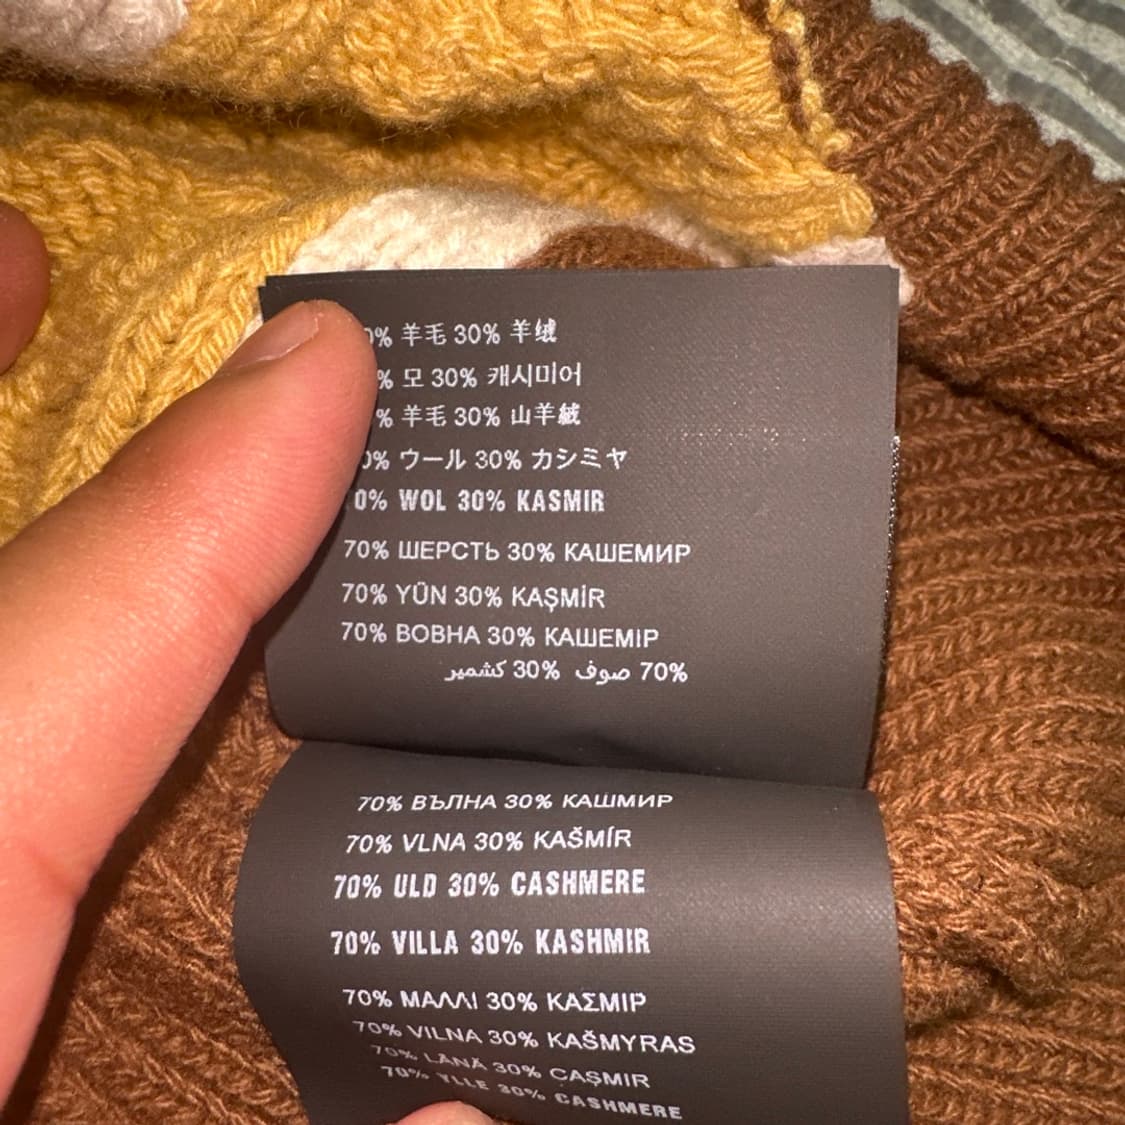 0% 羊毛 30% 羊绒
% 모 30% 캐시미어
% 羊毛 30% 山羊絨
0% ウール 30% カシミヤ
0% WOL 30% KASMIR
70% ШЕРСТЬ 30% КАШЕМИР
70% YÜN 30% KAŞMİR
70% ВОВНА 30% КАШЕМІР
70% صوف 30% كشمير
70% ВЪЛНА 30% КАШМИР
70% VLNA 30% KAŠMÍR
70% ULD 30% CASHMERE
70% VILLA 30% KASHMIR
70% ΜΑΛΛΙ 30% ΚΑΣΜΙΡ
70% VILNA 30% KAŠMYRAS
70% LÂNĂ 30% CAȘMIR
70% YLLE 30% CASHMERE